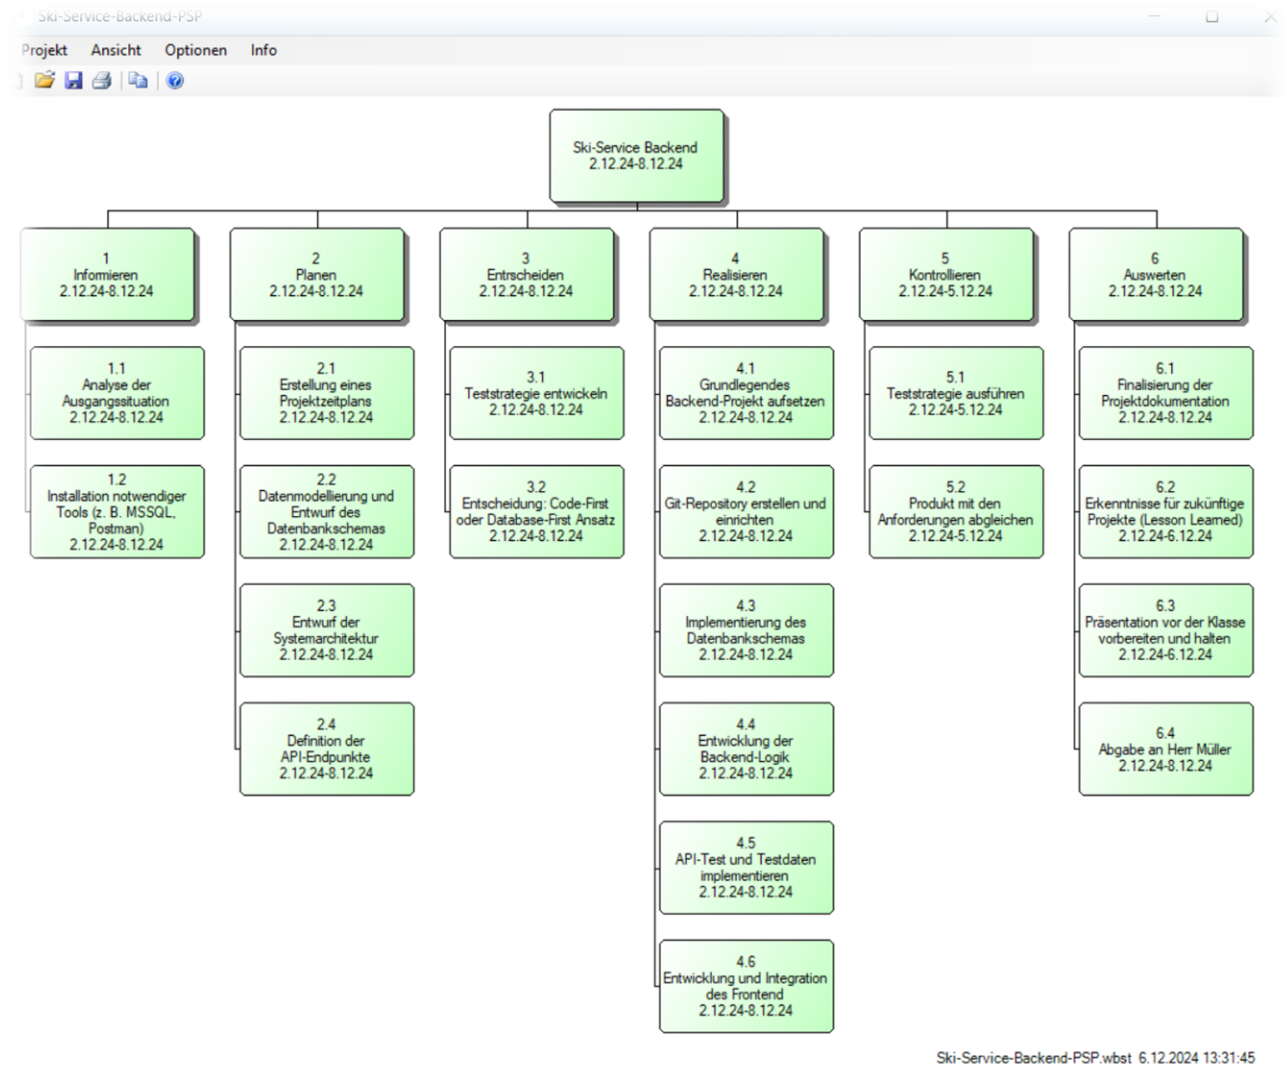 Ski-Service-Backend-PSP
Projekt Ansicht Optionen Info
Ski-Service Backend
2.12.24-8.12.24
1
Informieren
2.12.24-8.12.24
1.1
Analyse der
Ausgangssituation
2.12.24-8.12.24
1.2
Installation notwendiger
Tools (z. B. MSSQL,
Postman)
2.12.24-8.12.24
2
Planen
2.12.24-8.12.24
2.1
Erstellung eines
Projektzeitplans
2.12.24-8.12.24
2.2
Datenmodellierung und
Entwurf des
Datenbankschemas
2.12.24-8.12.24
2.3
Entwurf der
Systemarchitektur
2.12.24-8.12.24
2.4
Definition der
API-Endpunkte
2.12.24-8.12.24
3
Entrscheiden
2.12.24-8.12.24
3.1
Teststrategie entwickeln
2.12.24-8.12.24
3.2
Entscheidung: Code-First
oder Database-First Ansatz
2.12.24-8.12.24
4
Realisieren
2.12.24-8.12.24
4.1
Grundlegendes
Backend-Projekt aufsetzen
2.12.24-8.12.24
4.2
Git-Repository erstellen und
einrichten
2.12.24-8.12.24
4.3
Implementierung des
Datenbankschemas
2.12.24-8.12.24
4.4
Entwicklung der
Backend-Logik
2.12.24-8.12.24
4.5
API-Test und Testdaten
implementieren
2.12.24-8.12.24
4.6
Entwicklung und Integration
des Frontend
2.12.24-8.12.24
5
Kontrollieren
2.12.24-5.12.24
5.1
Teststrategie ausführen
2.12.24-5.12.24
5.2
Produkt mit den
Anforderungen abgleichen
2.12.24-5.12.24
6
Auswerten
2.12.24-8.12.24
6.1
Finalisierung der
Projektdokumentation
2.12.24-8.12.24
6.2
Erkenntnisse für zukünftige
Projekte (Lesson Learned)
2.12.24-6.12.24
6.3
Präsentation vor der Klasse
vorbereiten und halten
2.12.24-6.12.24
6.4
Abgabe an Herr Müller
2.12.24-8.12.24
Ski-Service-Backend-PSP.wbst 6.12.2024 13:31:45